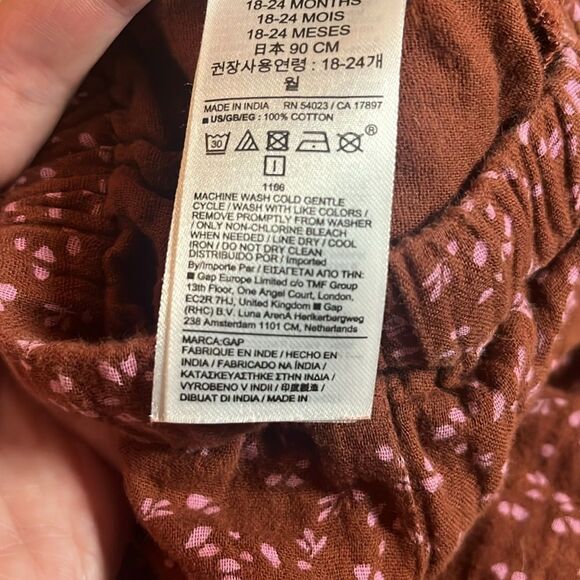 18-24 MONTHS
18-24 MOIS
18-24 MESES
日本 90 CM
권장사용연령 : 18-24개
월
MADE IN INDIA RN 54023 / CA 17897
■ US/GB/EG : 100% COTTON
30
®
1166
MACHINE WASH COLD GENTLE
CYCLE / WASH WITH LIKE COLORS /
REMOVE PROMPTLY FROM WASHER
/ ONLY NON-CHLORINE BLEACH
WHEN NEEDED / LINE DRY / COOL
IRON / DO NOT DRY CLEAN
DISTRIBUIDO POR / Imported
By/Importe Par / ΕΙΣΑΓΕΤΑΙ ΑΠΟ ΤΗΝ:
■ Gap Europe Limited c/o TMF Group
13th Floor, One Angel Court, London,
EC2R 7HJ, United Kingdom ■ Gap
(RHC) B.V. Luna ArenA Herikerbergweg
238 Amsterdam 1101 CM, Netherlands
MARCA:GAP
FABRIQUE EN INDE / HECHO EN
INDIA / FABRICADO NA ÍNDIA /
ΚΑΤΑΣΚΕΥΑΣΤΗΚΕ ΣΤΗΝ ΙΝΔΙΑ /
VYROBENO V INDII / 印度製造 /
DIBUAT DI INDIA / MADE IN